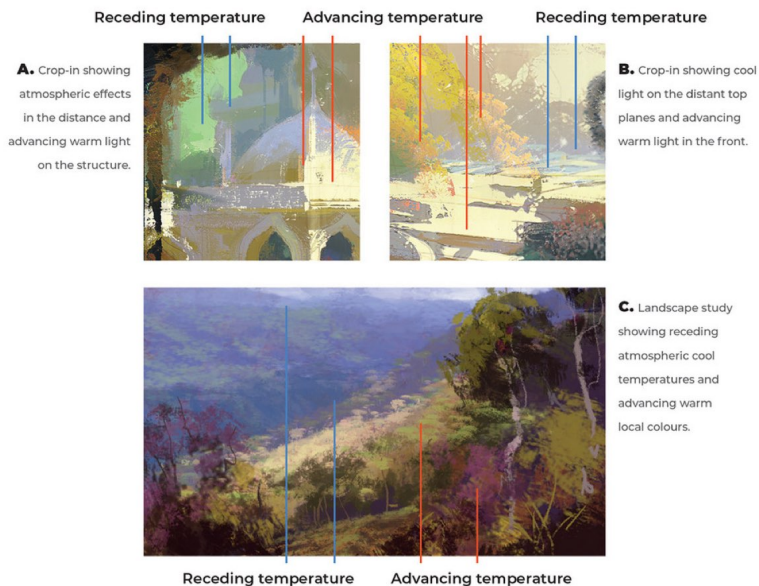 Receding temperature
Advancing temperature
Receding temperature
A. Crop-in showing
atmospheric effects
in the distance and
advancing warm light
on the structure.
B. Crop-in showing cool
light on the distant top
planes and advancing
warm light in the front.
C. Landscape study
showing receding
atmospheric cool
temperatures and
advancing warm
local colours.
Receding temperature
Advancing temperature